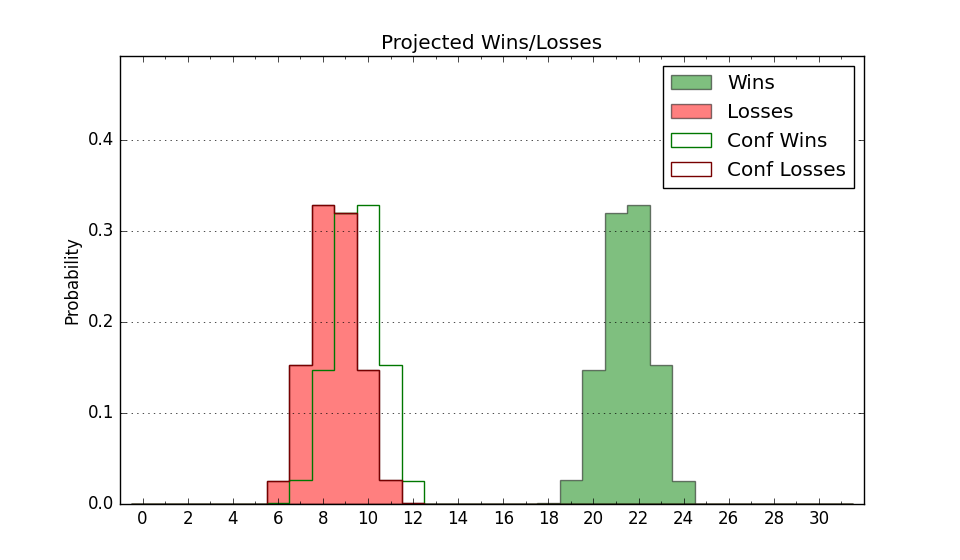 Projected Wins/Losses
Wins
Losses
Conf Wins
Conf Losses
Probability
0.4
0.3
0.2
0.1
0.0
0 2 4 6 8 10 12 14 16 18 20 22 24 26 28 30